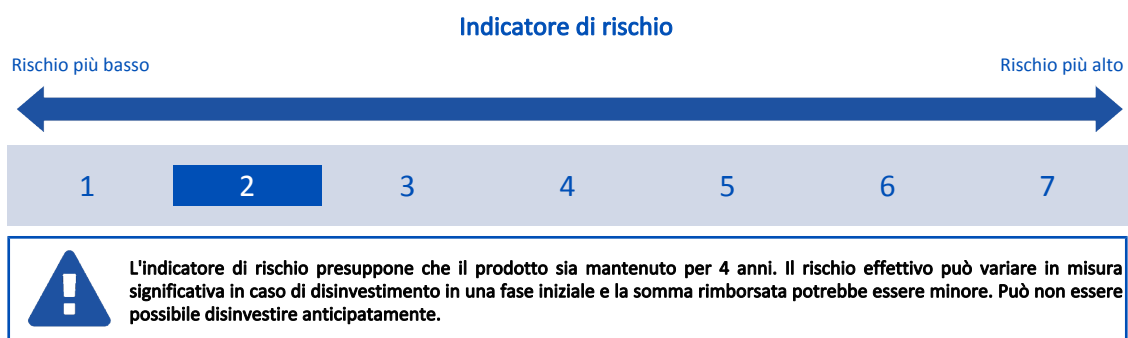 Indicatore di rischio
Rischio più basso Rischio più alto
1 2 3 4 5 6 7
L'indicatore di rischio presuppone che il prodotto sia mantenuto per 4 anni. Il rischio effettivo può variare in misura
significativa in caso di disinvestimento in una fase iniziale e la somma rimborsata potrebbe essere minore. Può non essere
possibile disinvestire anticipatamente.